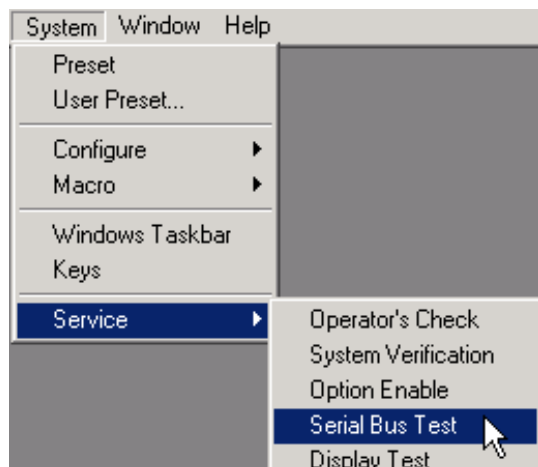 System Window Help
Preset
User Preset...
Configure
Macro
Windows Taskbar
Keys
Service
Operator's Check
System Verification
Option Enable
Serial Bus Test
Display Test